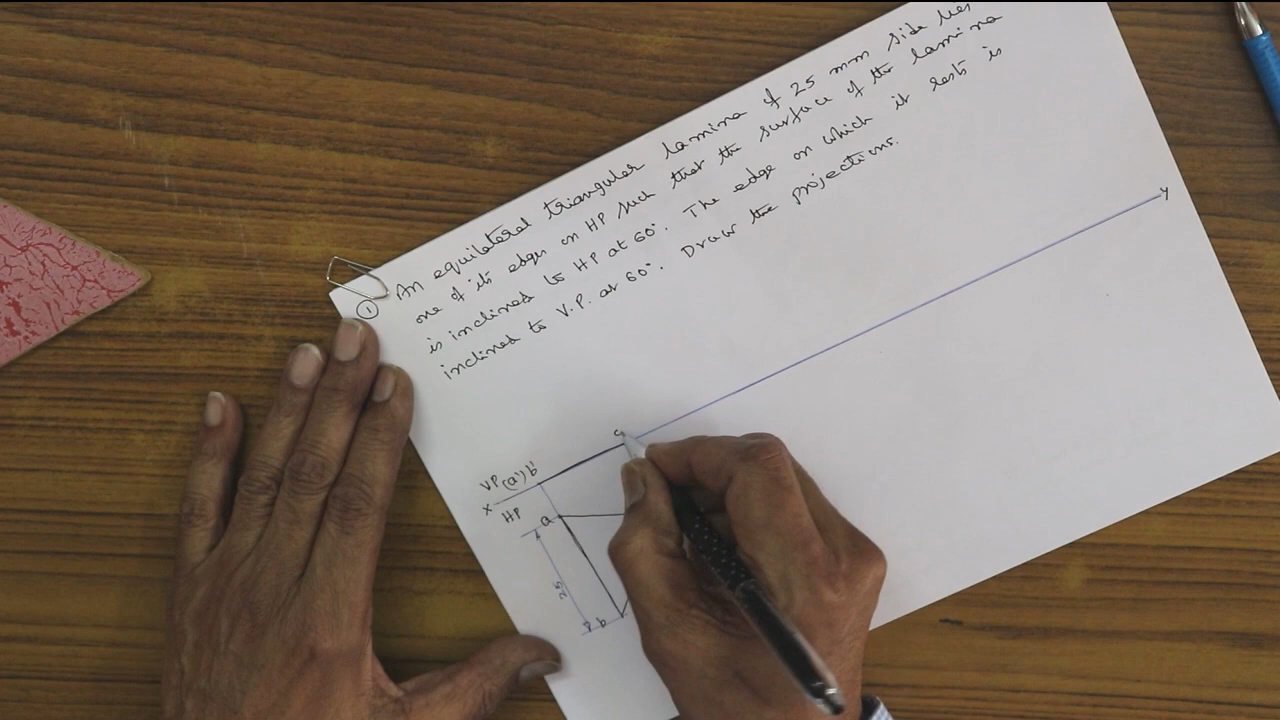 ① An equilateral triangular lamina of 25 mm side lies
one of its edges on HP such that the surface of the lamina
is inclined to HP at 60°. The edge on which it rests is
inclined to V.P. at 60°. Draw the projections.
y
c'
VP (a')b'
X
HP
a
25
b